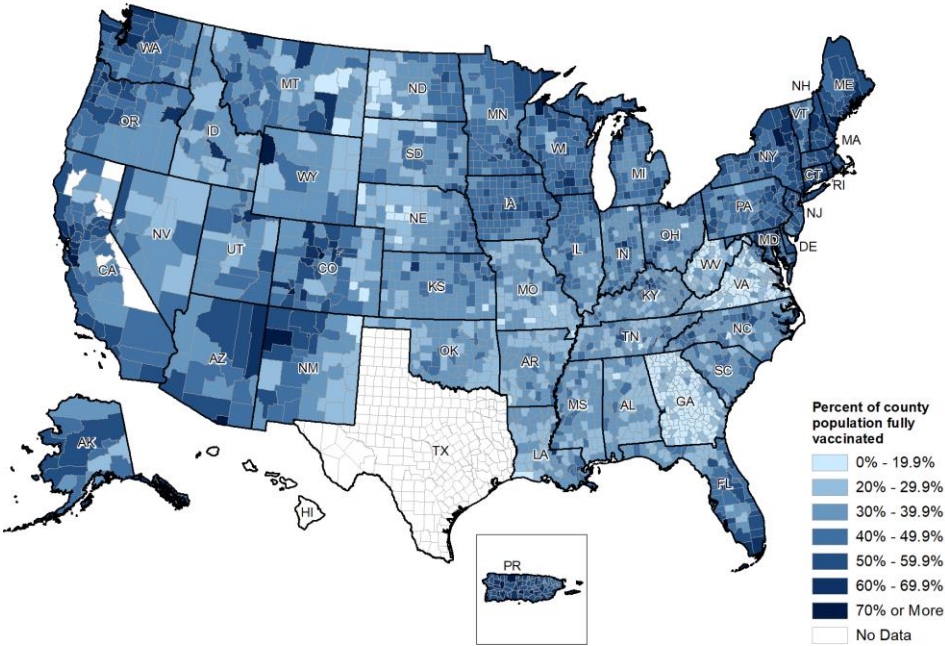 WA
MT
ND
MN
NH
ME
VT
OR
ID
SD
WI
MI
NY
MA
WY
CT
RI
IA
PA
NJ
NE
NV
UT
IL
IN
OH
MD
DE
CA
CO
WV
VA
KS
MO
KY
AZ
NM
OK
AR
TN
NC
SC
MS
AL
GA
AK
TX
LA
FL
HI
PR
Percent of county
population fully
vaccinated
0% - 19.9%
20% - 29.9%
30% - 39.9%
40% - 49.9%
50% - 59.9%
60% - 69.9%
70% or More
No Data